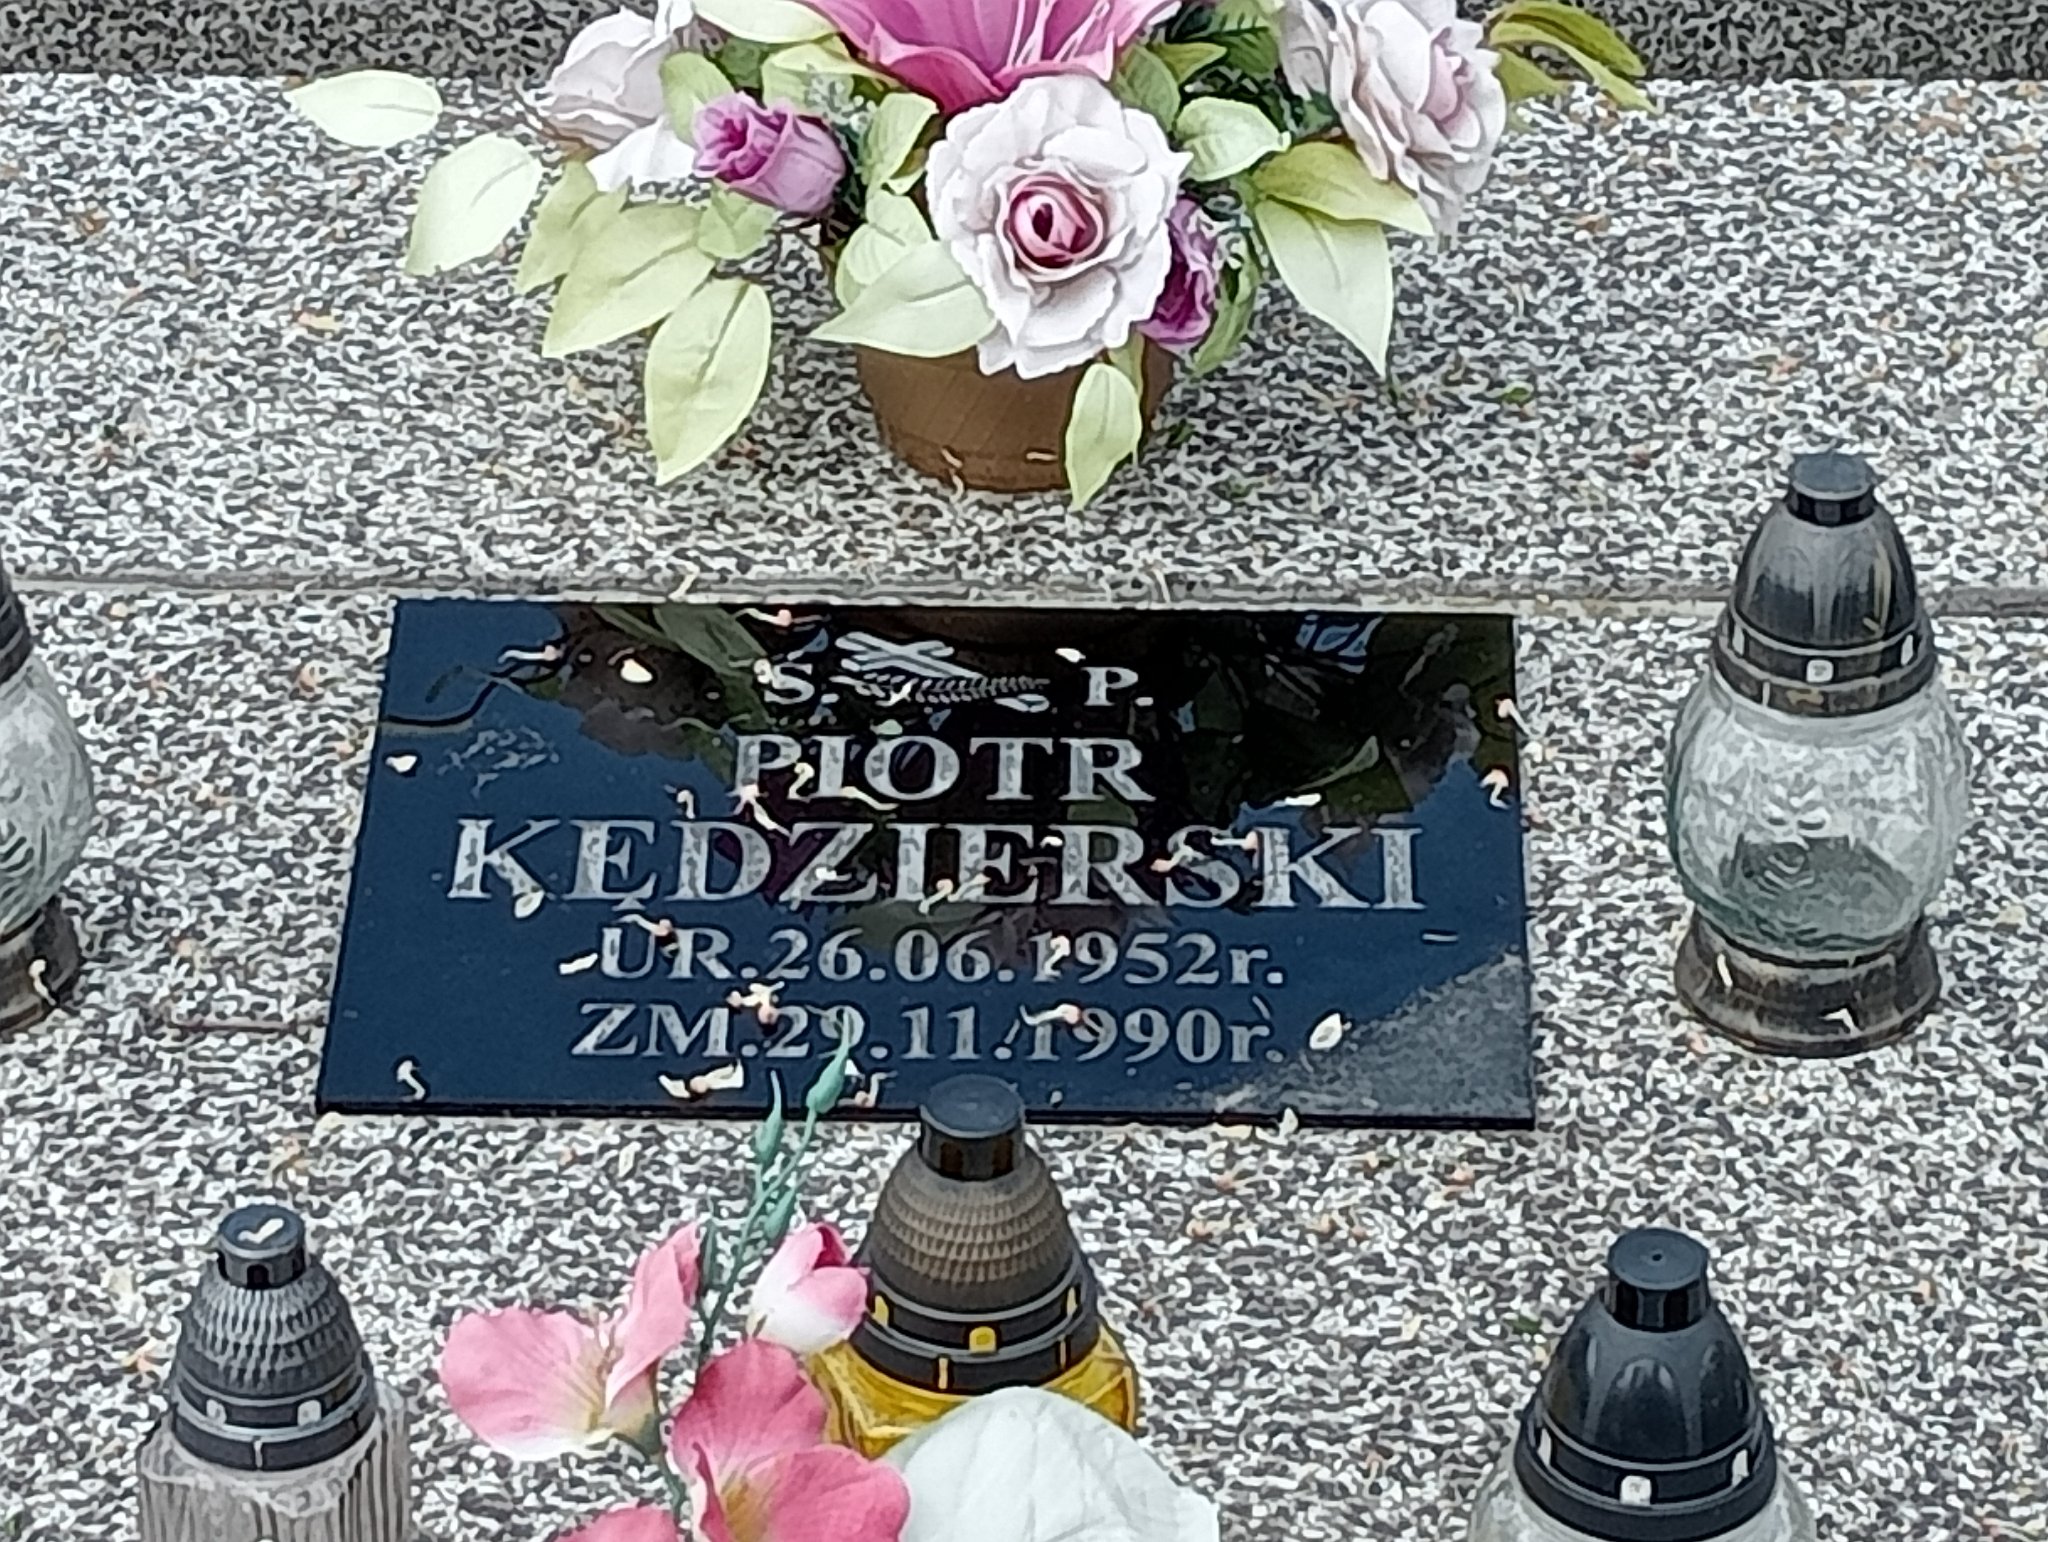 Ś. P.
PIOTR
KĘDZIERSKI
UR.26.06.1952r.
ZM.29.11.1990r.